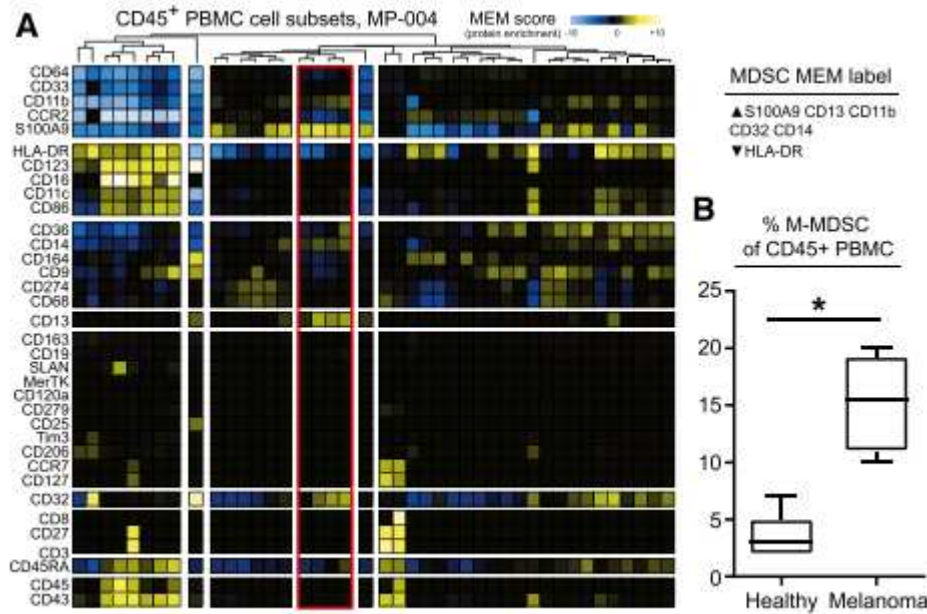 A
CD45+ PBMC cell subsets, MP-004
MEM score
(protein enrichment)
-10 0 +10
CD64
CD33
CD11b
CCR2
S100A9
HLA-DR
CD123
CD16
CD11c
CD86
CD36
CD14
CD164
CD9
CD274
CD68
CD13
CD163
CD19
SLAN
MerTK
CD120a
CD279
CD25
Tim3
CD206
CCR7
CD127
CD32
CD8
CD27
CD3
CD45RA
CD45
CD43
MDSC MEM label
▲S100A9 CD13 CD11b
CD32 CD14
▼HLA-DR
B
% M-MDSC
of CD45+ PBMC
*
25
20
15
10
5
0
Healthy Melanoma